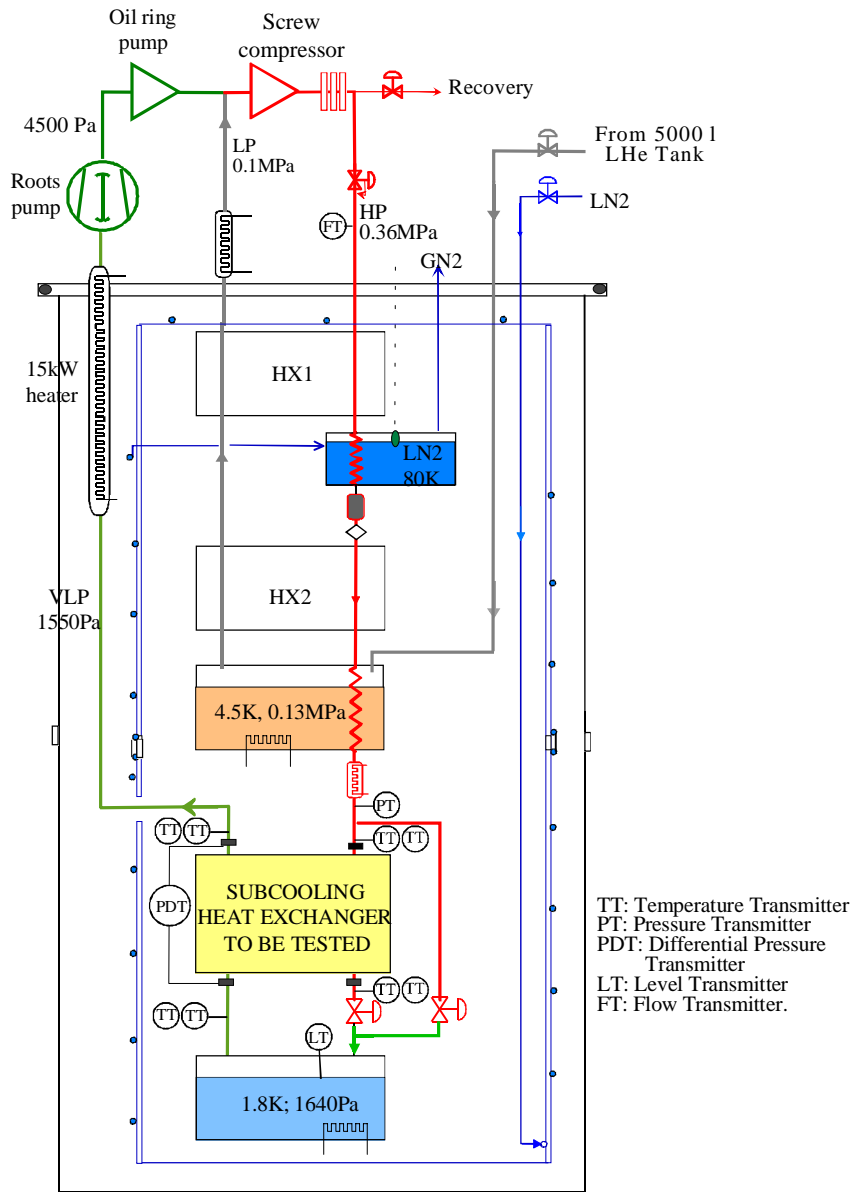 Oil ring
pump
Screw
compressor
Recovery
4500 Pa
LP
0.1MPa
From 5000 l
LHe Tank
Roots
pump
LN2
HP
0.36MPa
FT
GN2
15kW
heater
HX1
LN2
80K
HX2
VLP
1550Pa
4.5K, 0.13MPa
PT
TT TT
TT TT
SUBCOOLING
HEAT EXCHANGER
TO BE TESTED
PDT
TT TT
TT TT
LT
1.8K; 1640Pa
TT: Temperature Transmitter
PT: Pressure Transmitter
PDT: Differential Pressure
Transmitter
LT: Level Transmitter
FT: Flow Transmitter.